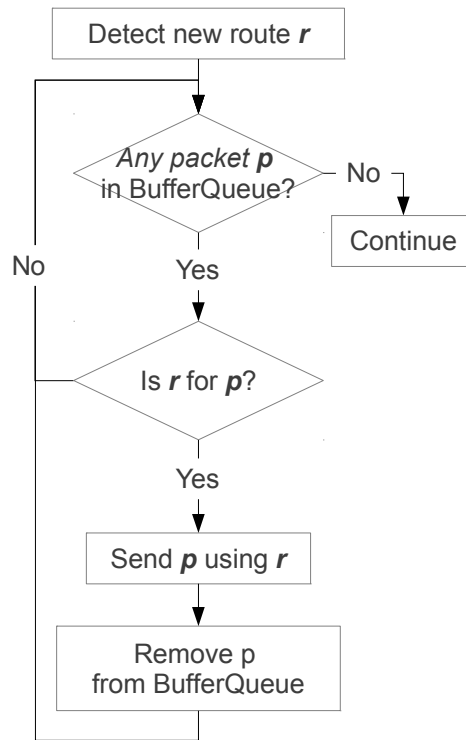 Detect new route r
Any packet p
in BufferQueue?
No
Continue
Yes
No
Is r for p?
Yes
Send p using r
Remove p
from BufferQueue